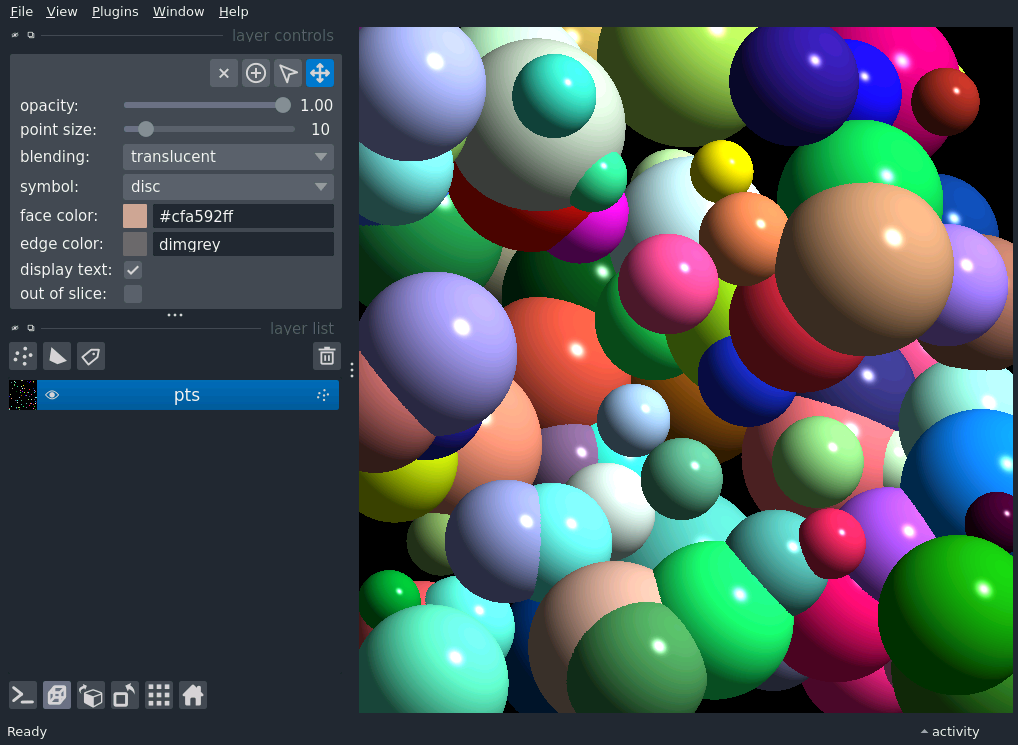 File View Plugins Window Help
layer controls
opacity: 1.00
point size: 10
blending: translucent
symbol: disc
face color: #cfa592ff
edge color: dimgrey
display text:
out of slice:
layer list
pts
Ready
activity